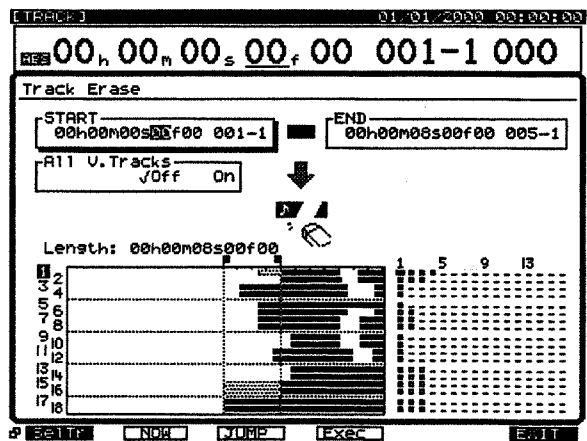 [TRACK] 01/01/2000 00:00:00
ABS 00h 00m 00s 00f 00 001-1 000
Track Erase
START
00h00m00s00f00 001-1
END
00h00m08s00f00 005-1
All V.Tracks
√Off On
Length: 00h00m08s00f00
1 5 9 13
1
2
3
4
5
6
7
8
9
10
11
12
13
14
15
16
17
18
SelTr NOW JUMP Exec EXIT